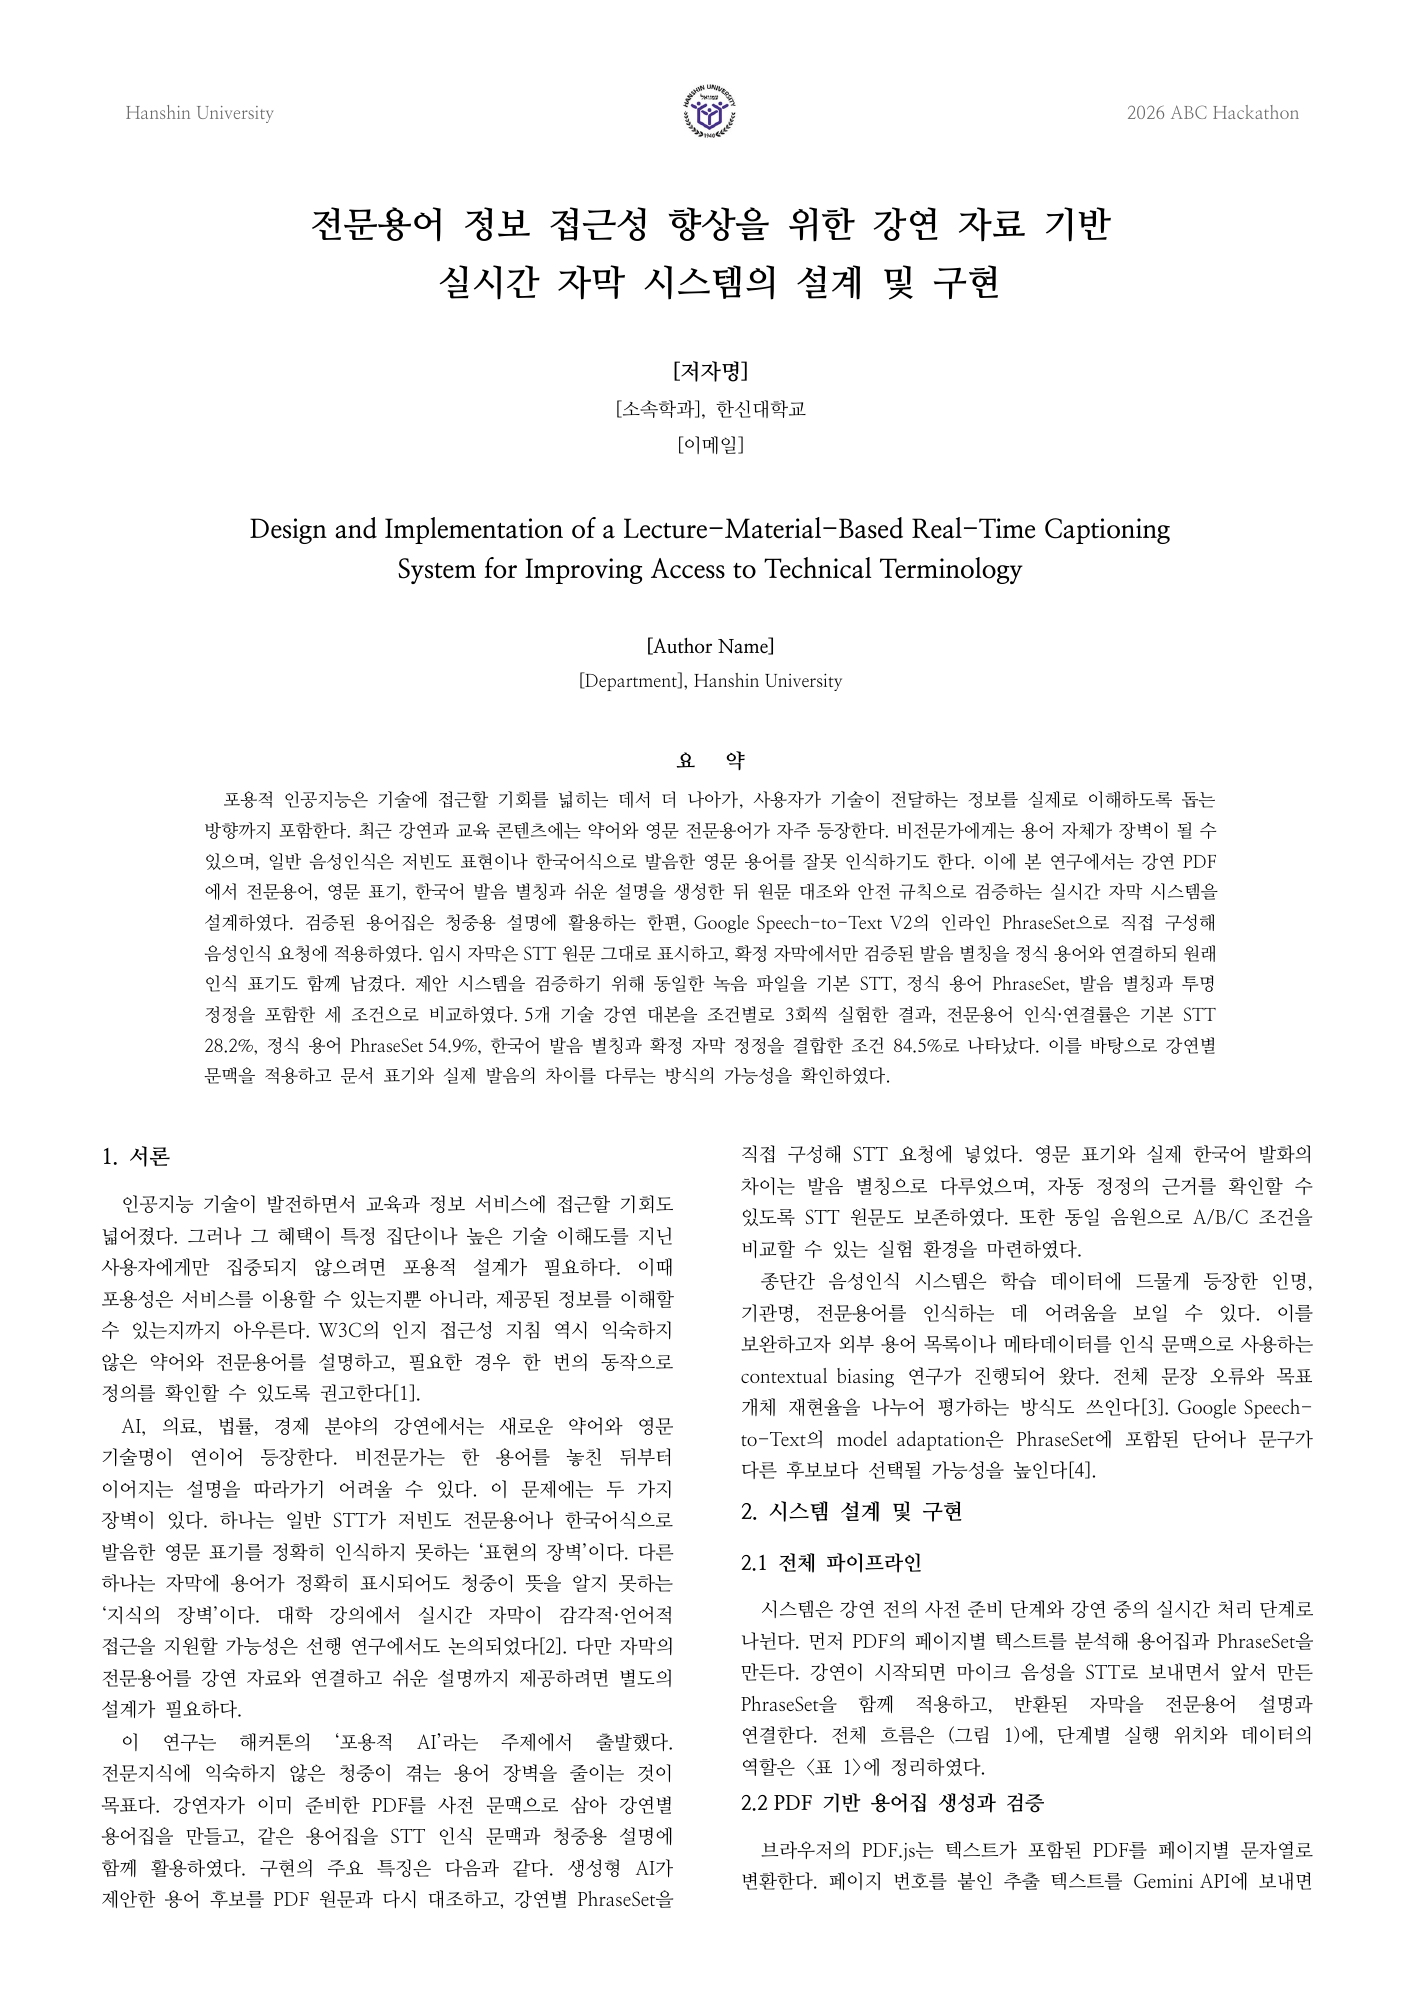 Hanshin University
HANSHIN UNIVERSITY
1940
2026 ABC Hackathon
전문용어 정보 접근성 향상을 위한 강연 자료 기반
실시간 자막 시스템의 설계 및 구현
[저자명]
[소속학과], 한신대학교
[이메일]
Design and Implementation of a Lecture-Material-Based Real-Time Captioning
System for Improving Access to Technical Terminology
[Author Name]
[Department], Hanshin University
요 약
포용적 인공지능은 기술에 접근할 기회를 넓히는 데서 더 나아가, 사용자가 기술이 전달하는 정보를 실제로 이해하도록 돕는
방향까지 포함한다. 최근 강연과 교육 콘텐츠에는 약어와 영문 전문용어가 자주 등장한다. 비전문가에게는 용어 자체가 장벽이 될 수
있으며, 일반 음성인식은 저빈도 표현이나 한국어식으로 발음한 영문 용어를 잘못 인식하기도 한다. 이에 본 연구에서는 강연 PDF
에서 전문용어, 영문 표기, 한국어 발음 별칭과 쉬운 설명을 생성한 뒤 원문 대조와 안전 규칙으로 검증하는 실시간 자막 시스템을
설계하였다. 검증된 용어집은 청중용 설명에 활용하는 한편, Google Speech-to-Text V2의 인라인 PhraseSet으로 직접 구성해
음성인식 요청에 적용하였다. 임시 자막은 STT 원문 그대로 표시하고, 확정 자막에서만 검증된 발음 별칭을 정식 용어와 연결하되 원래
인식 표기도 함께 남겼다. 제안 시스템을 검증하기 위해 동일한 녹음 파일을 기본 STT, 정식 용어 PhraseSet, 발음 별칭과 투명
정정을 포함한 세 조건으로 비교하였다. 5개 기술 강연 대본을 조건별로 3회씩 실험한 결과, 전문용어 인식·연결률은 기본 STT
28.2%, 정식 용어 PhraseSet 54.9%, 한국어 발음 별칭과 확정 자막 정정을 결합한 조건 84.5%로 나타났다. 이를 바탕으로 강연별
문맥을 적용하고 문서 표기와 실제 발음의 차이를 다루는 방식의 가능성을 확인하였다.
1. 서론
인공지능 기술이 발전하면서 교육과 정보 서비스에 접근할 기회도
넓어졌다. 그러나 그 혜택이 특정 집단이나 높은 기술 이해도를 지닌
사용자에게만 집중되지 않으려면 포용적 설계가 필요하다. 이때
포용성은 서비스를 이용할 수 있는지뿐 아니라, 제공된 정보를 이해할
수 있는지까지 아우른다. W3C의 인지 접근성 지침 역시 익숙하지
않은 약어와 전문용어를 설명하고, 필요한 경우 한 번의 동작으로
정의를 확인할 수 있도록 권고한다[1].
AI, 의료, 법률, 경제 분야의 강연에서는 새로운 약어와 영문
기술명이 연이어 등장한다. 비전문가는 한 용어를 놓친 뒤부터
이어지는 설명을 따라가기 어려울 수 있다. 이 문제에는 두 가지
장벽이 있다. 하나는 일반 STT가 저빈도 전문용어나 한국어식으로
발음한 영문 표기를 정확히 인식하지 못하는 ‘표현의 장벽’이다. 다른
하나는 자막에 용어가 정확히 표시되어도 청중이 뜻을 알지 못하는
‘지식의 장벽’이다. 대학 강의에서 실시간 자막이 감각적·언어적
접근을 지원할 가능성은 선행 연구에서도 논의되었다[2]. 다만 자막의
전문용어를 강연 자료와 연결하고 쉬운 설명까지 제공하려면 별도의
설계가 필요하다.
이 연구는 해커톤의 ‘포용적 AI’라는 주제에서 출발했다.
전문지식에 익숙하지 않은 청중이 겪는 용어 장벽을 줄이는 것이
목표다. 강연자가 이미 준비한 PDF를 사전 문맥으로 삼아 강연별
용어집을 만들고, 같은 용어집을 STT 인식 문맥과 청중용 설명에
함께 활용하였다. 구현의 주요 특징은 다음과 같다. 생성형 AI가
제안한 용어 후보를 PDF 원문과 다시 대조하고, 강연별 PhraseSet을
직접 구성해 STT 요청에 넣었다. 영문 표기와 실제 한국어 발화의
차이는 발음 별칭으로 다루었으며, 자동 정정의 근거를 확인할 수
있도록 STT 원문도 보존하였다. 또한 동일 음원으로 A/B/C 조건을
비교할 수 있는 실험 환경을 마련하였다.
종단간 음성인식 시스템은 학습 데이터에 드물게 등장한 인명,
기관명, 전문용어를 인식하는 데 어려움을 보일 수 있다. 이를
보완하고자 외부 용어 목록이나 메타데이터를 인식 문맥으로 사용하는
contextual biasing 연구가 진행되어 왔다. 전체 문장 오류와 목표
개체 재현율을 나누어 평가하는 방식도 쓰인다[3]. Google Speech-
to-Text의 model adaptation은 PhraseSet에 포함된 단어나 문구가
다른 후보보다 선택될 가능성을 높인다[4].
2. 시스템 설계 및 구현
2.1 전체 파이프라인
시스템은 강연 전의 사전 준비 단계와 강연 중의 실시간 처리 단계로
나뉜다. 먼저 PDF의 페이지별 텍스트를 분석해 용어집과 PhraseSet을
만든다. 강연이 시작되면 마이크 음성을 STT로 보내면서 앞서 만든
PhraseSet을 함께 적용하고, 반환된 자막을 전문용어 설명과
연결한다. 전체 흐름은 (그림 1)에, 단계별 실행 위치와 데이터의
역할은 〈표 1〉에 정리하였다.
2.2 PDF 기반 용어집 생성과 검증
브라우저의 PDF.js는 텍스트가 포함된 PDF를 페이지별 문자열로
변환한다. 페이지 번호를 붙인 추출 텍스트를 Gemini API에 보내면